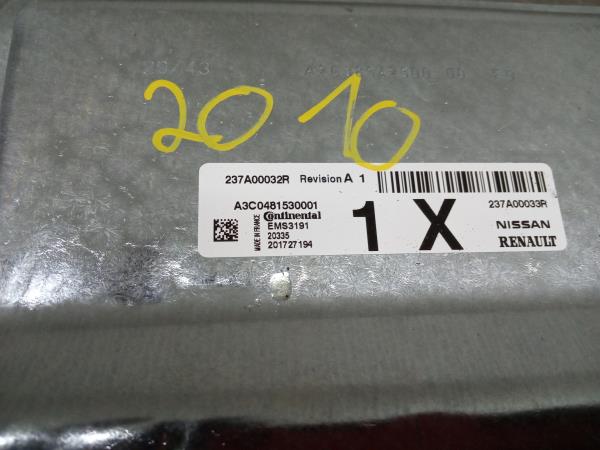 2010
237A00032R Revision A 1
A3C0481530001
237A00033R
MADE IN FRANCE
Continental
EMS3191
20335
201727194
1 X
NISSAN
RENAULT